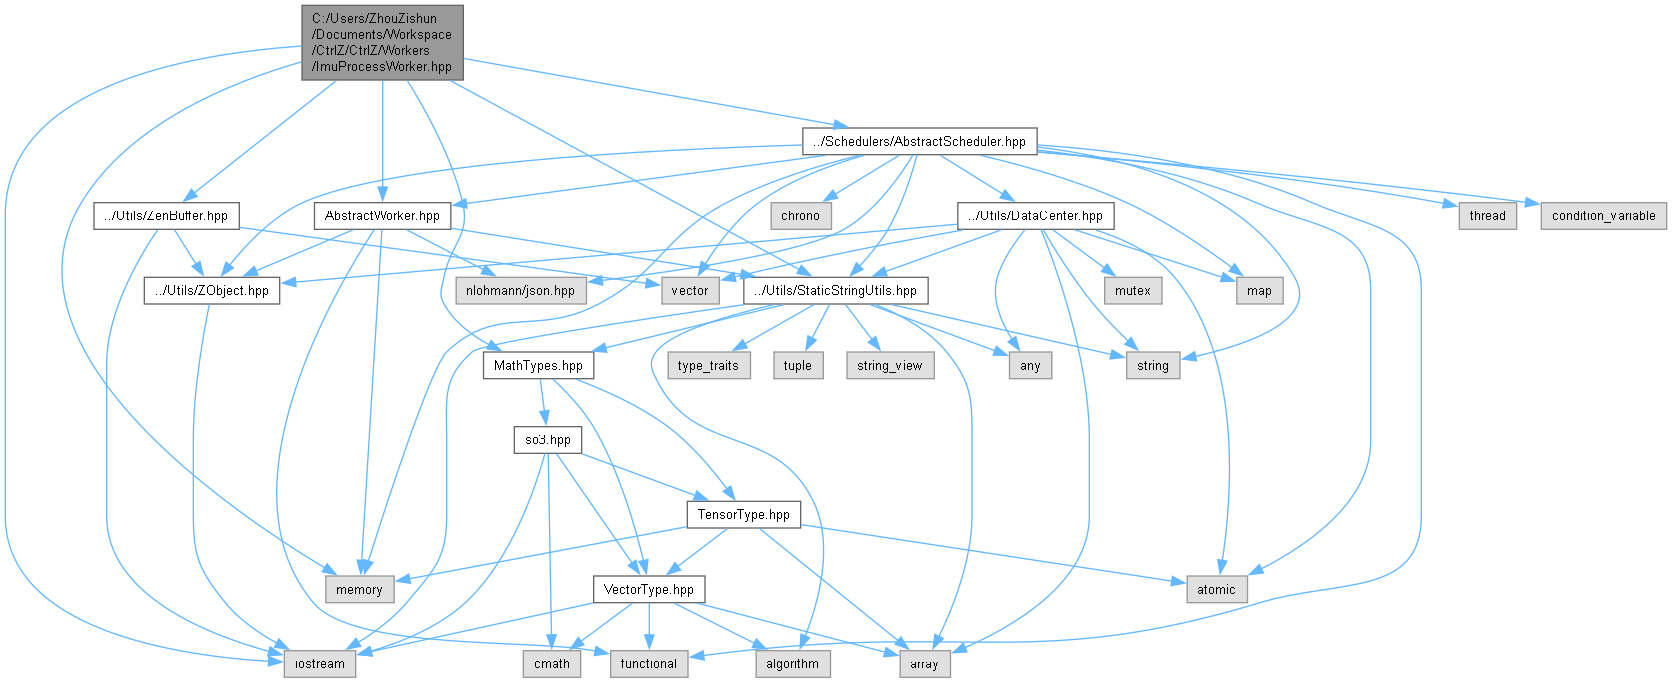 C:/Users/ZhouZishun
/Documents/Workspace
/CtrlZ/CtrlZ/Workers
/ImuProcessWorker.hpp
../Schedulers/AbstractScheduler.hpp
../Utils/ZenBuffer.hpp
AbstractWorker.hpp
chrono
../Utils/DataCenter.hpp
thread
condition_variable
../Utils/ZObject.hpp
nlohmann/json.hpp
vector
../Utils/StaticStringUtils.hpp
mutex
map
MathTypes.hpp
type_traits
tuple
string_view
any
string
so3.hpp
TensorType.hpp
memory
VectorType.hpp
atomic
iostream
cmath
functional
algorithm
array